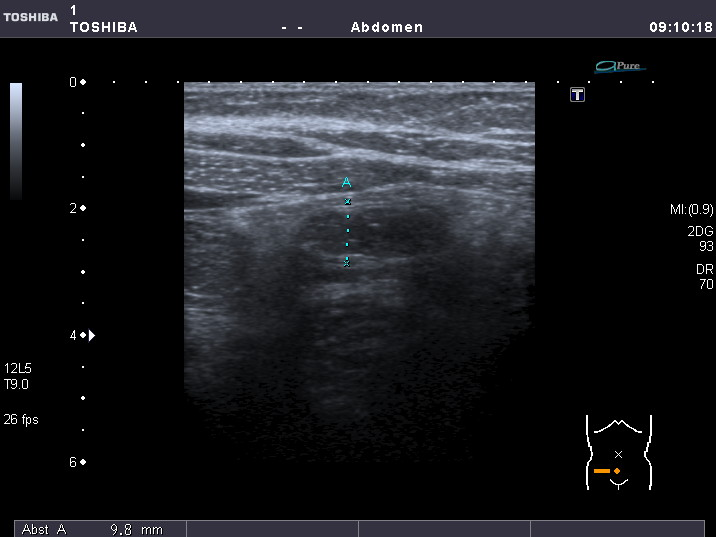 TOSHIBA
1
TOSHIBA
- -
Abdomen
09:10:18
aPure
T
0
2
4
6
A
MI:(0.9)
2DG
93
DR
70
12L5
T9.0
26 fps
Abst A 9.8 mm